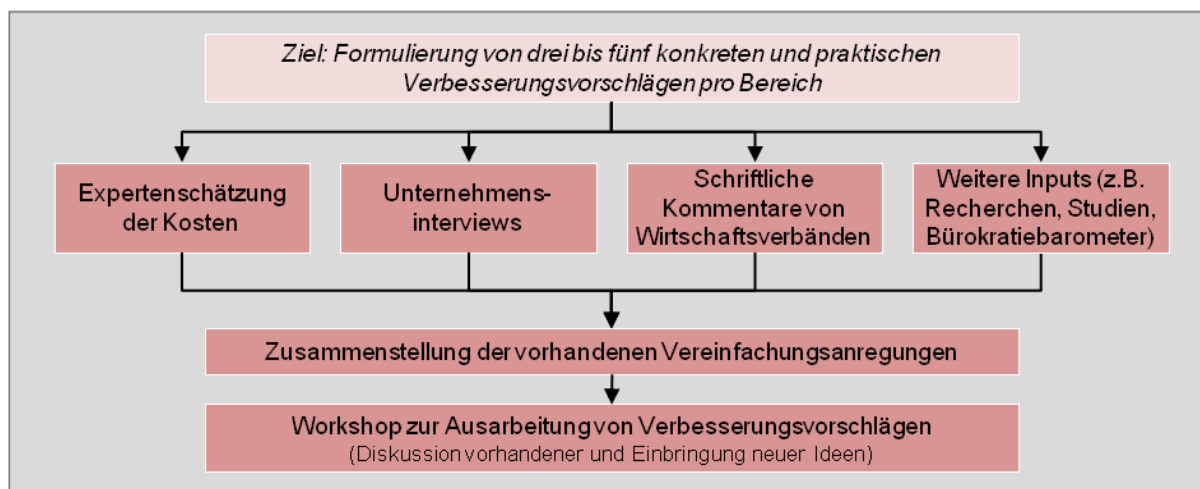 Ziel: Formulierung von drei bis fünf konkreten und praktischen
Verbesserungsvorschlägen pro Bereich
Expertenschätzung
der Kosten
Unternehmens-
interviews
Schriftliche
Kommentare von
Wirtschaftsverbänden
Weitere Inputs (z.B.
Recherchen, Studien,
Bürokratiebarometer)
Zusammenstellung der vorhandenen Vereinfachungsanregungen
Workshop zur Ausarbeitung von Verbesserungsvorschlägen
(Diskussion vorhandener und Einbringung neuer Ideen)